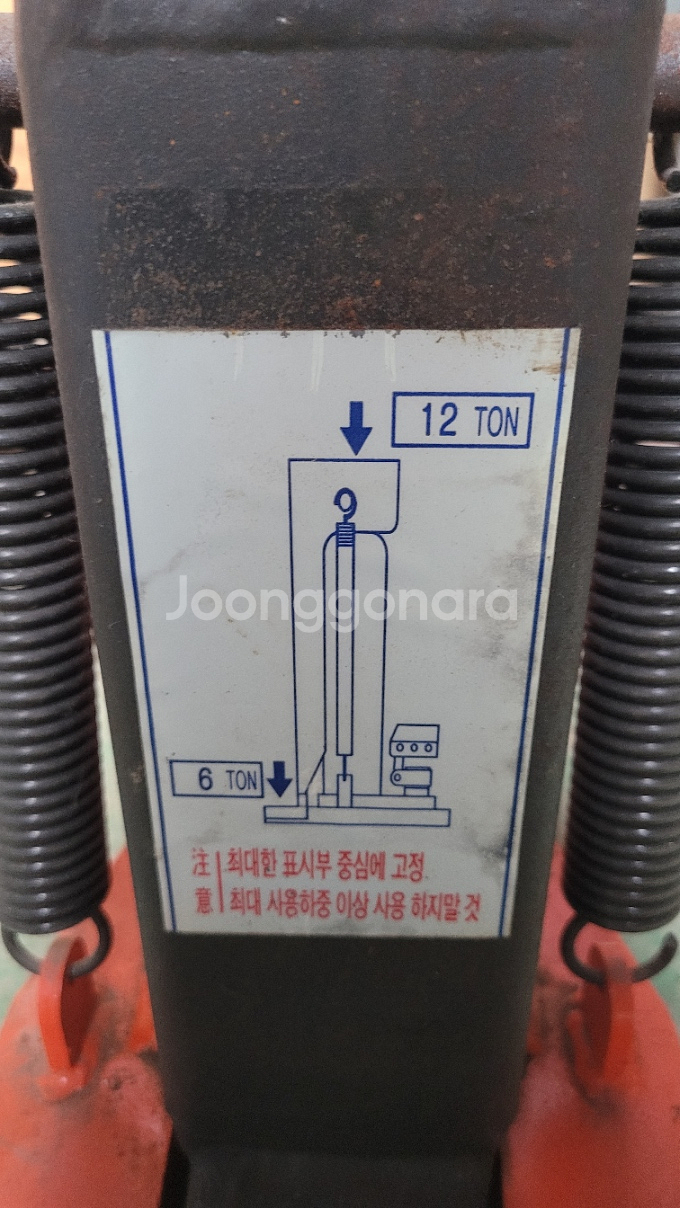 12 TON
Joonggonara
6 TON
注 최대한 표시부 중심에 고정.
意 최대 사용하중 이상 사용 하지말 것